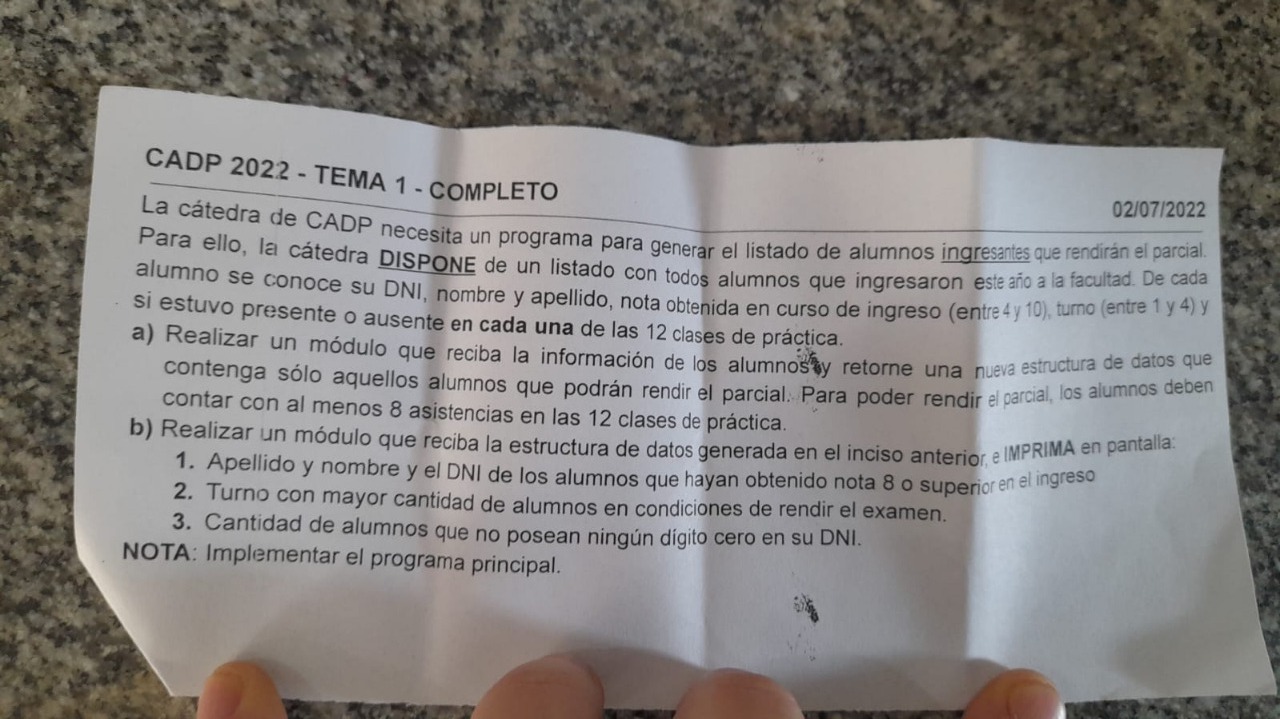 CADP 2022 - TEMA 1 - COMPLETO
02/07/2022
La cátedra de CADP necesita un programa para generar el listado de alumnos ingresantes que rendirán el parcial.
Para ello, la cátedra DISPONE de un listado con todos alumnos que ingresaron este año a la facultad. De cada
alumno se conoce su DNI, nombre y apellido, nota obtenida en curso de ingreso (entre 4 y 10), turno (entre 1 y 4) y
si estuvo presente o ausente en cada una de las 12 clases de práctica.
a) Realizar un módulo que reciba la información de los alumnos y retorne una nueva estructura de datos que
contenga sólo aquellos alumnos que podrán rendir el parcial. Para poder rendir el parcial, los alumnos deben
contar con al menos 8 asistencias en las 12 clases de práctica.
b) Realizar un módulo que reciba la estructura de datos generada en el inciso anterior, e IMPRIMA en pantalla:
1. Apellido y nombre y el DNI de los alumnos que hayan obtenido nota 8 o superior en el ingreso
2. Turno con mayor cantidad de alumnos en condiciones de rendir el examen.
3. Cantidad de alumnos que no posean ningún dígito cero en su DNI.
NOTA: Implementar el programa principal.